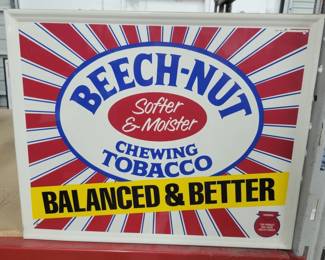 BEECH-NUT
Softer
& Moister
CHEWING
TOBACCO
BALANCED & BETTER